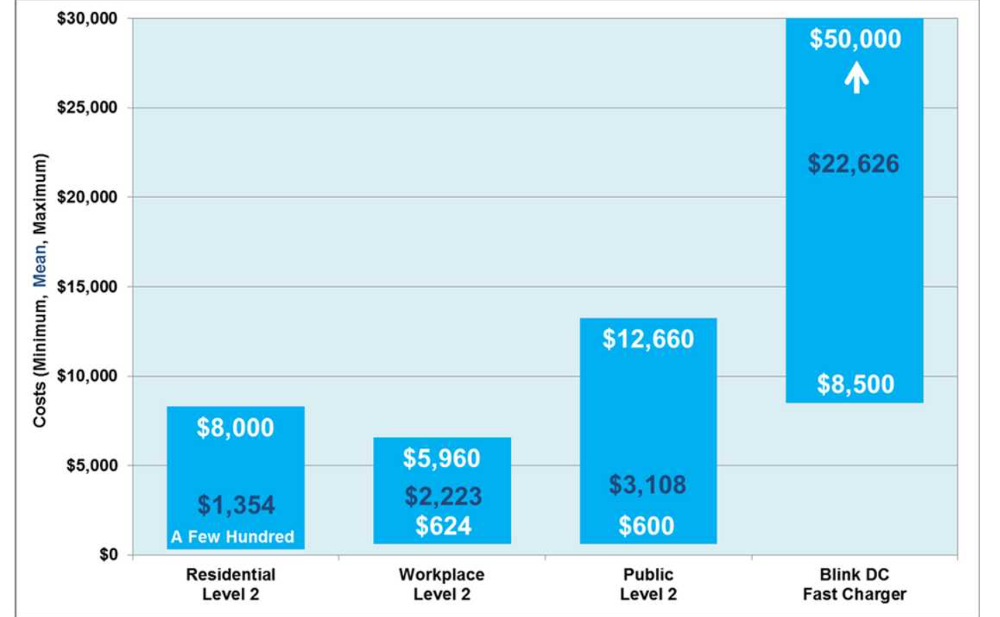 $30,000
$25,000
$20,000
$15,000
$10,000
$5,000
$0
Costs (Minimum, Mean, Maximum)
$8,000
$1,354
A Few Hundred
$5,960
$2,223
$624
$12,660
$3,108
$600
$50,000
$22,626
$8,500
Residential
Level 2
Workplace
Level 2
Public
Level 2
Blink DC
Fast Charger